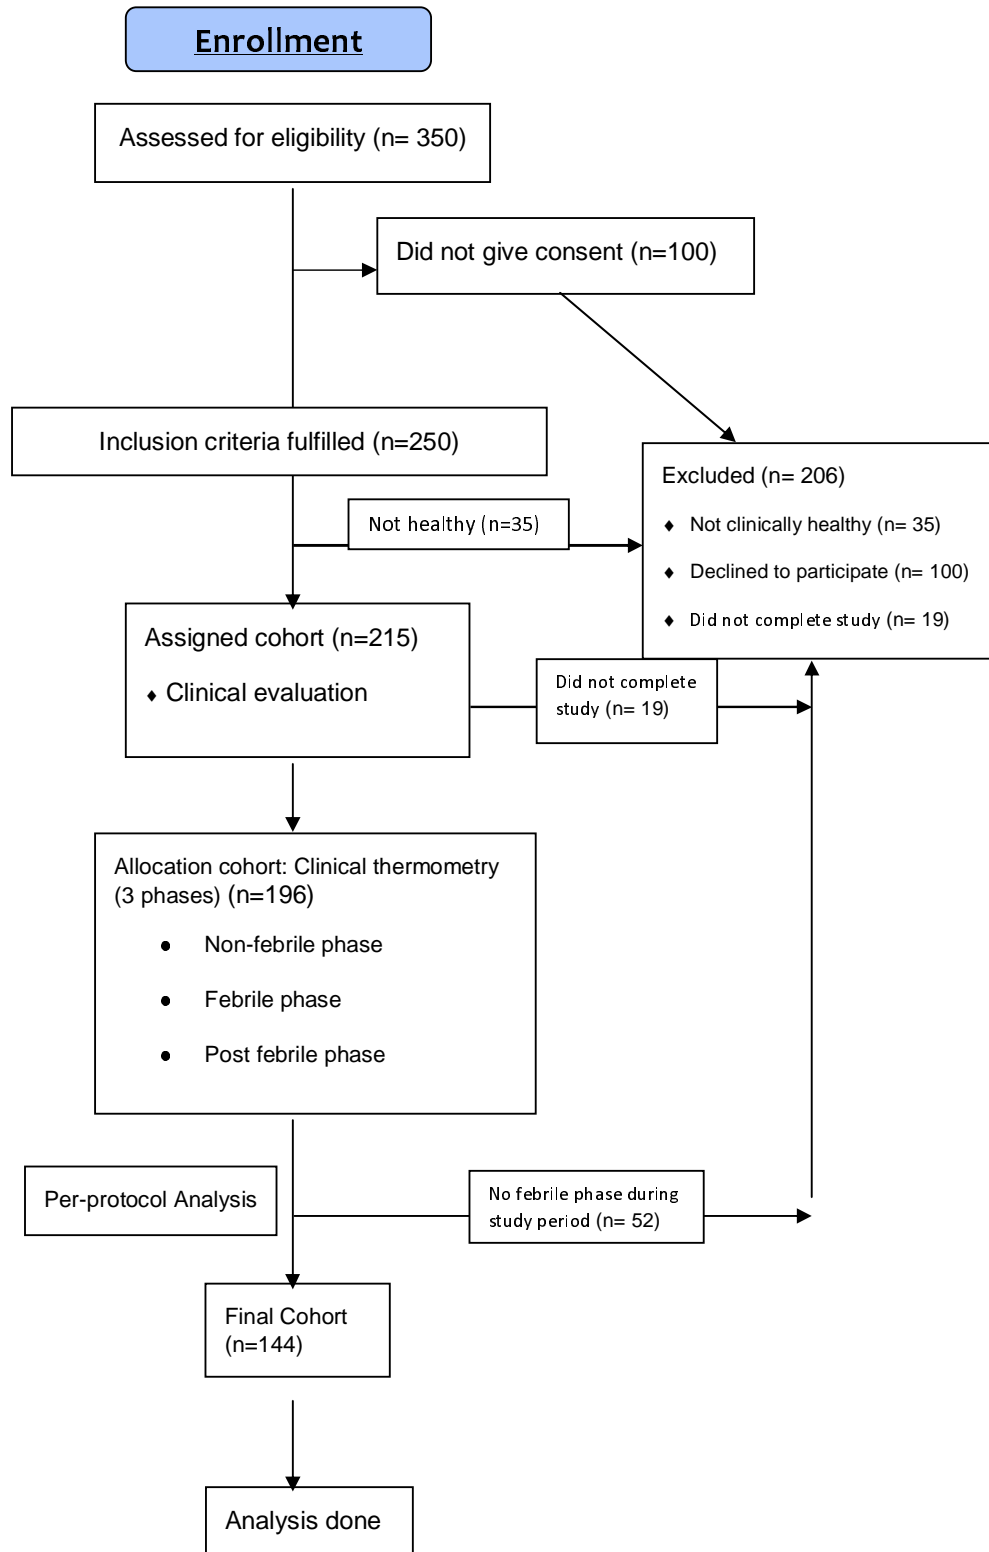 Enrollment
Assessed for eligibility (n= 350)
Did not give consent (n=100)
Inclusion criteria fulfilled (n=250)
Not healthy (n=35)
Excluded (n= 206)
♦ Not clinically healthy (n= 35)
♦ Declined to participate (n= 100)
♦ Did not complete study (n= 19)
Assigned cohort (n=215)
♦ Clinical evaluation
Did not complete
study (n= 19)
Allocation cohort: Clinical thermometry
(3 phases) (n=196)
● Non-febrile phase
● Febrile phase
● Post febrile phase
Per-protocol Analysis
No febrile phase during
study period (n= 52)
Final Cohort
(n=144)
Analysis done